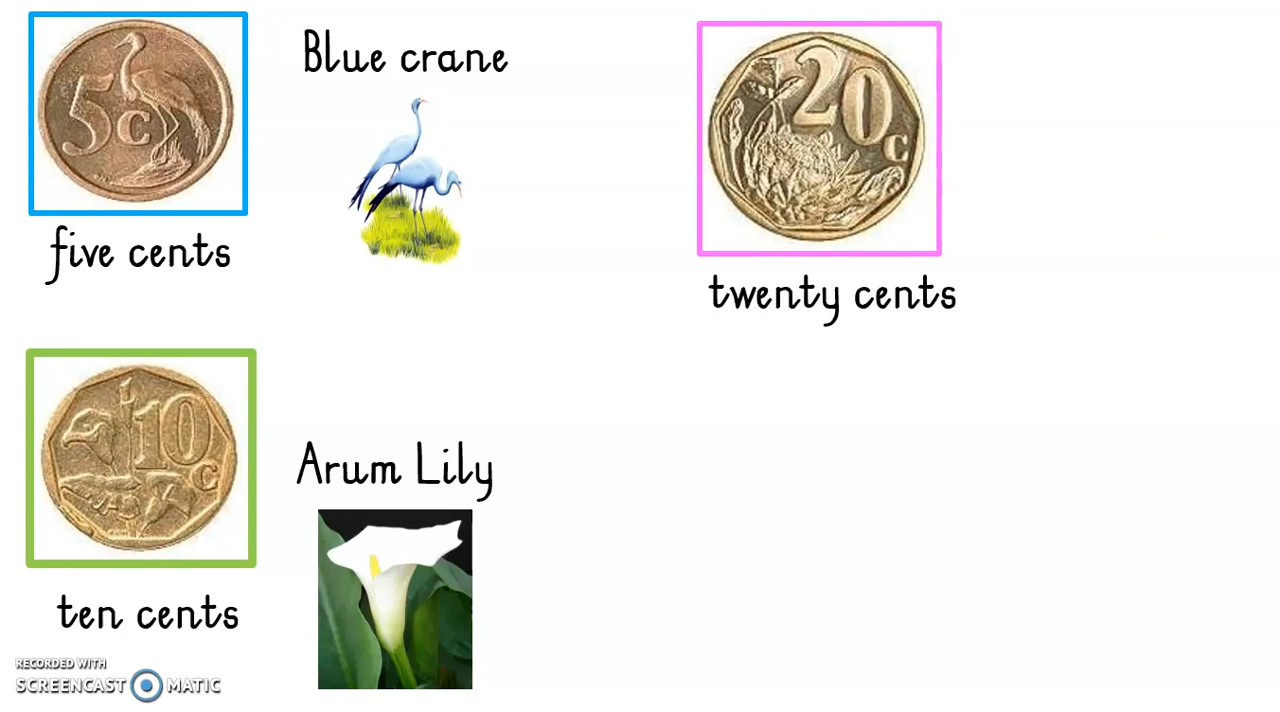 5c
Blue crane
five cents
20c
twenty cents
10c
Arum Lily
ten cents
RECORDED WITH
SCREENCAST MATIC